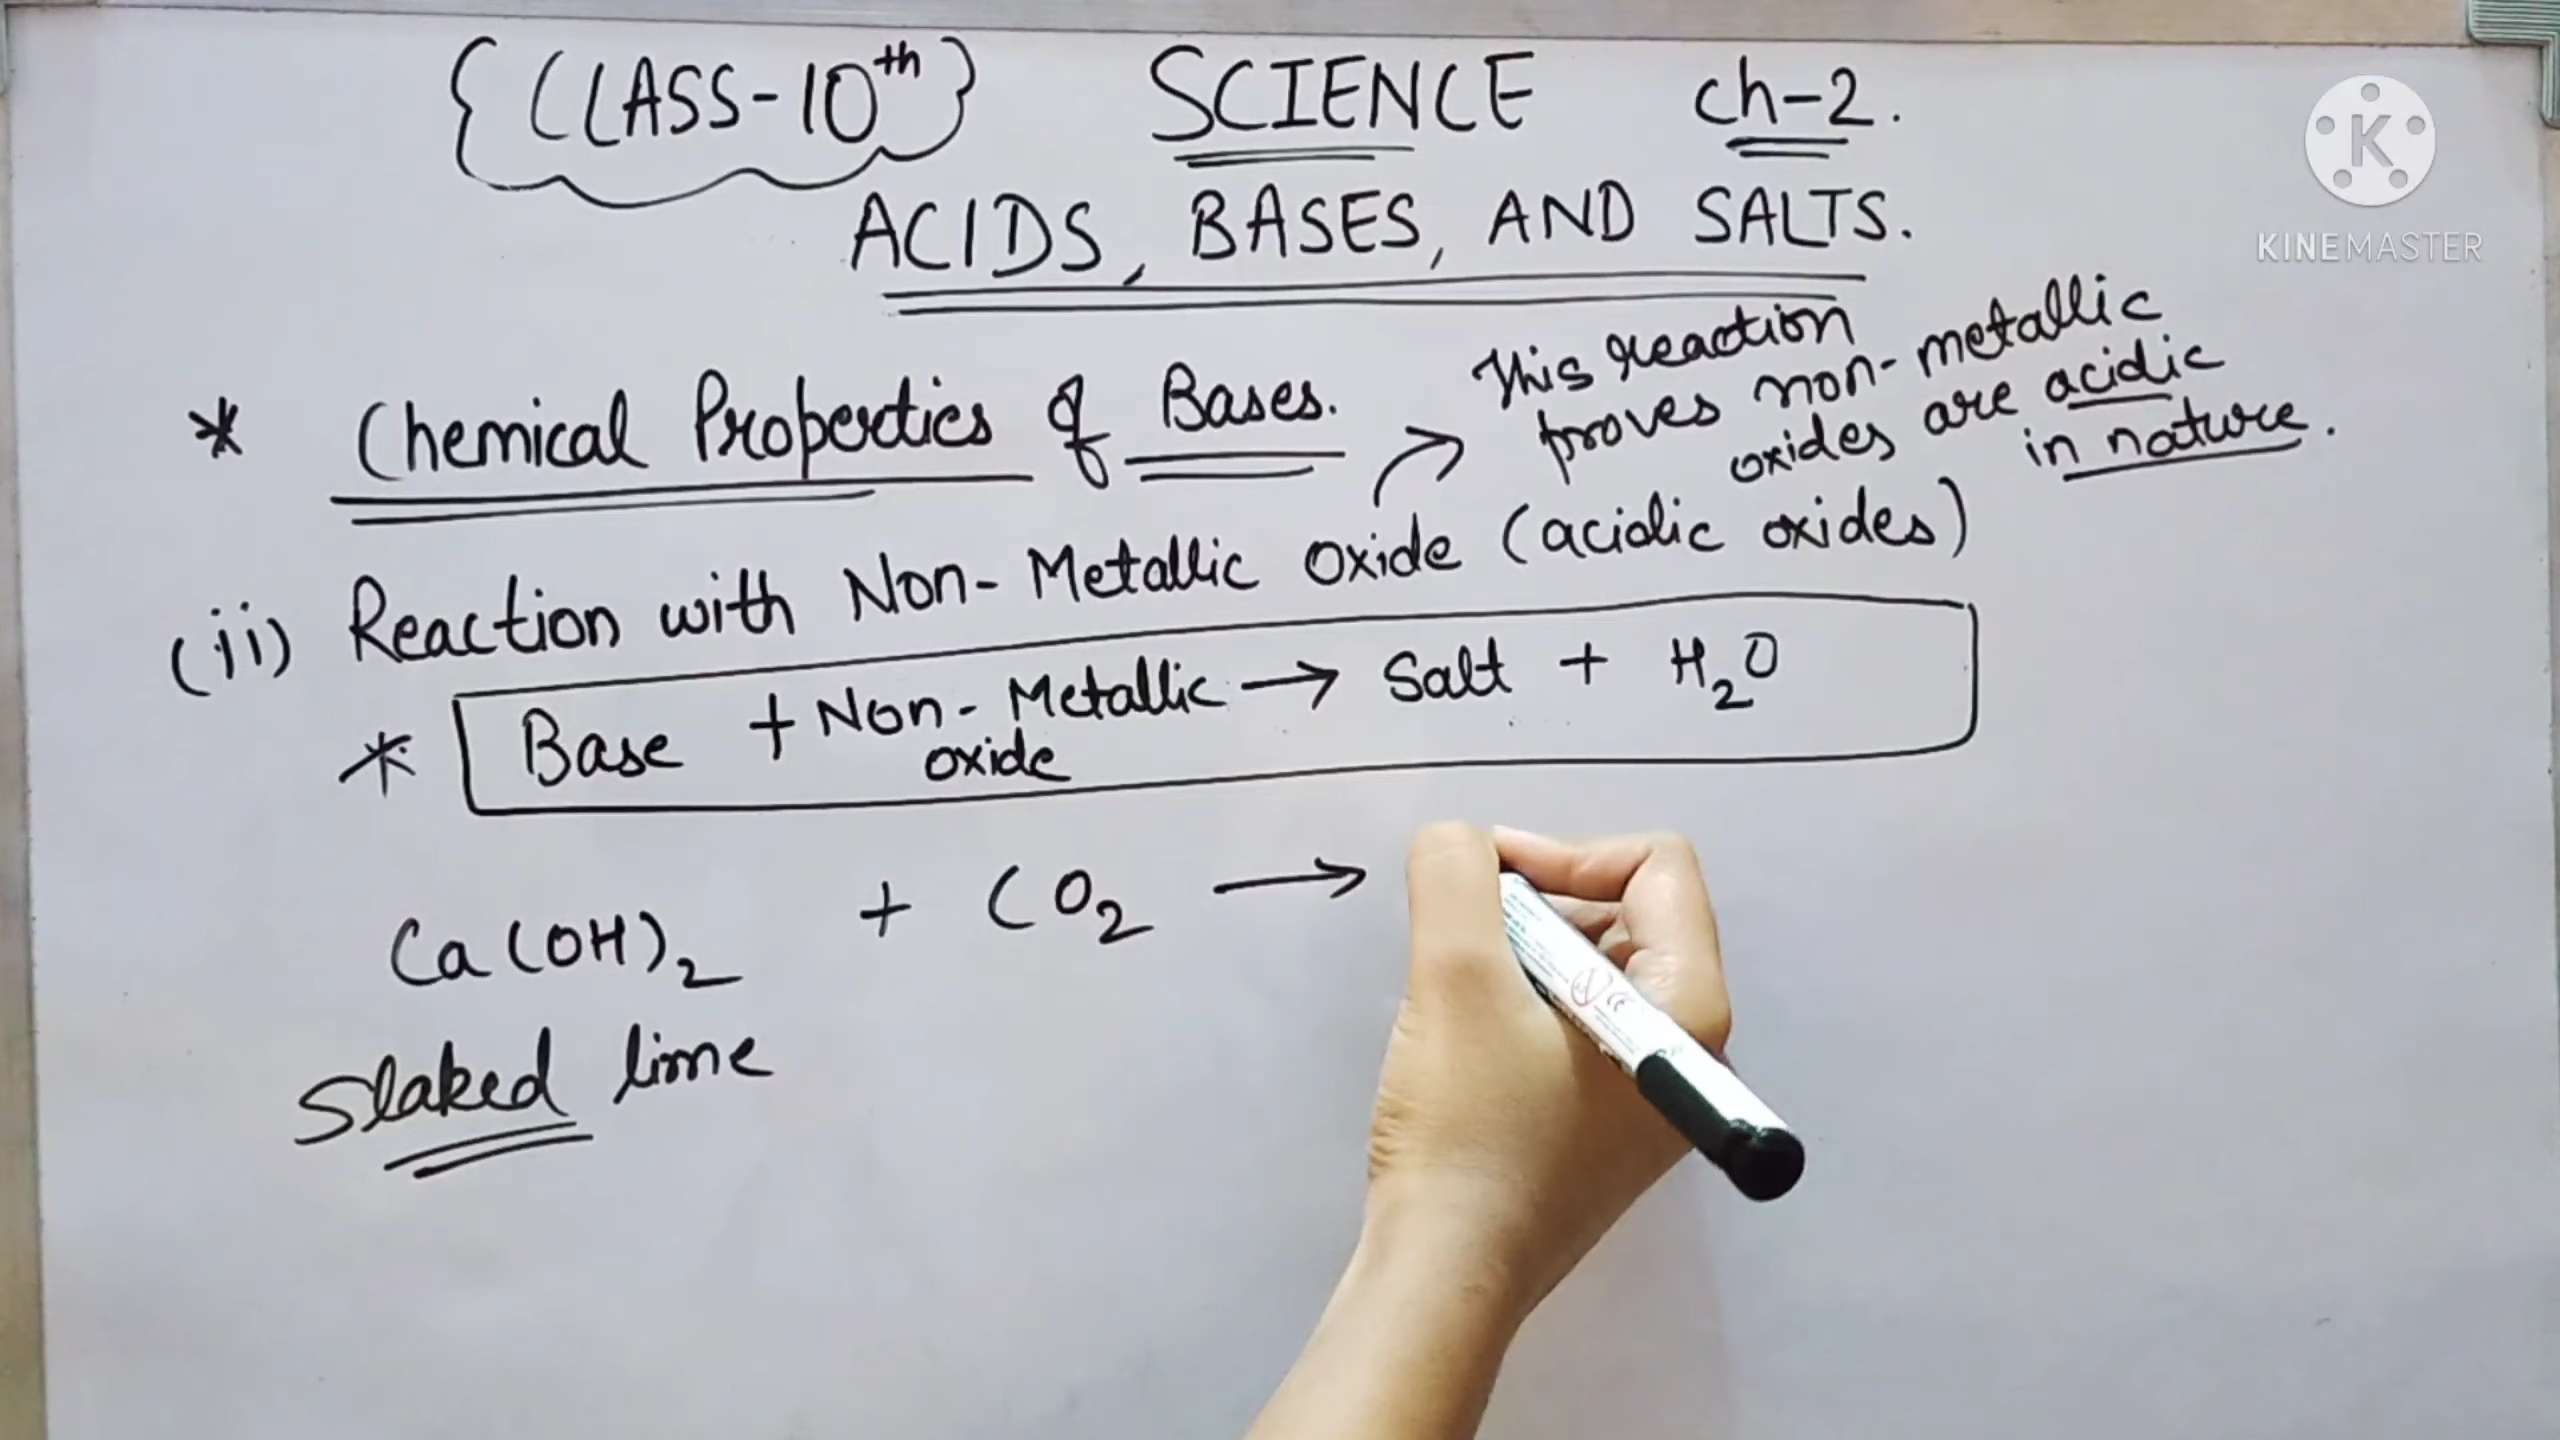 {CLASS-10th} SCIENCE ch-2.
ACIDS, BASES, AND SALTS.
* Chemical Properties of Bases.
This reaction
proves non-metallic
oxides are acidic
in nature.
(ii) Reaction with Non-Metallic Oxide (acidic oxides)
* Base + Non-Metallic → Salt + H₂O
oxide
Ca(OH)₂ + CO₂ →
Slaked lime
K
KINEMASTER